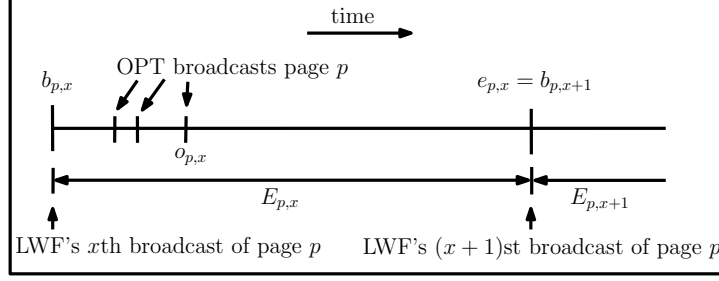 time
OPT broadcasts page p
b_{p,x}
e_{p,x} = b_{p,x+1}
o_{p,x}
E_{p,x}
E_{p,x+1}
LWF's xth broadcast of page p
LWF's (x + 1)st broadcast of page p